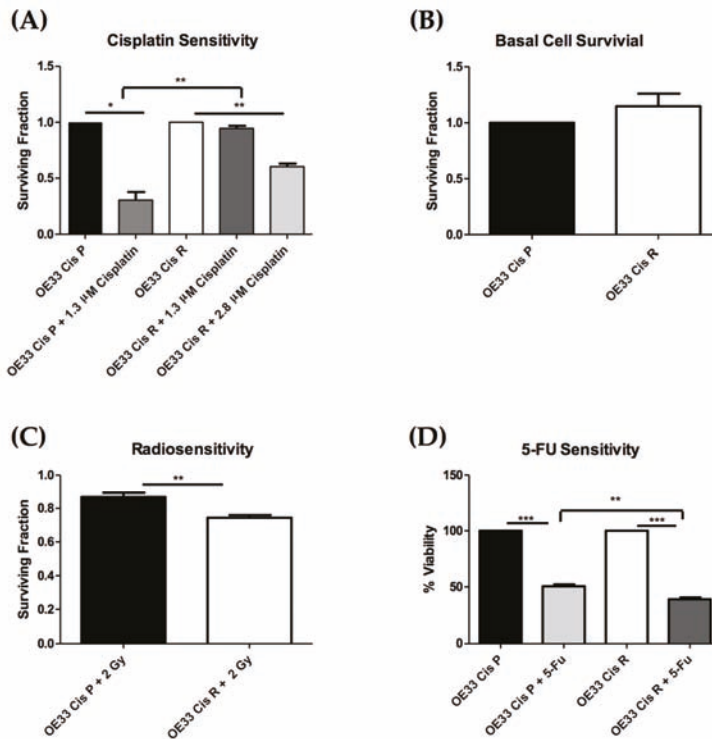 (A)
Cisplatin Sensitivity
Surviving Fraction
1.5
1.0
0.5
0.0
*
**
**
OE33 Cis P
OE33 Cis P + 1.3 µM Cisplatin
OE33 Cis R
OE33 Cis R + 1.3 µM Cisplatin
OE33 Cis R + 2.8 µM Cisplatin
(B)
Basal Cell Survivial
Surviving Fraction
1.5
1.0
0.5
0.0
OE33 Cis P
OE33 Cis R
(C)
Radiosensitivity
Surviving Fraction
1.0
0.8
0.6
0.4
0.2
0.0
**
OE33 Cis P + 2 Gy
OE33 Cis R + 2 Gy
(D)
5-FU Sensitivity
% Viability
150
100
50
0
***
**
***
OE33 Cis P
OE33 Cis P + 5-Fu
OE33 Cis R
OE33 Cis R + 5-Fu